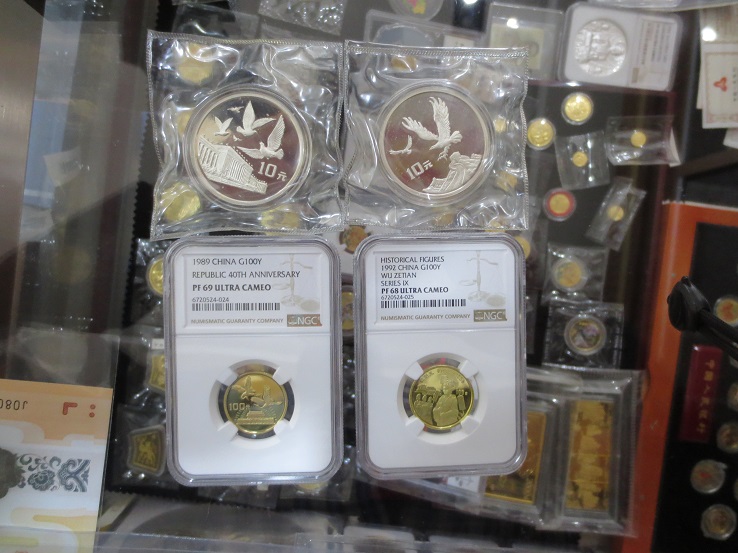 10元
10元
1989 CHINA G100Y
REPUBLIC 40TH ANNIVERSARY
PF 69 ULTRA CAMEO
6720524-024
NUMISMATIC GUARANTY COMPANY
NGC
HISTORICAL FIGURES
1992 CHINA G100Y
WU ZETIAN
SERIES IX
PF 68 ULTRA CAMEO
6720524-025
NUMISMATIC GUARANTY COMPANY
NGC
100元
J080